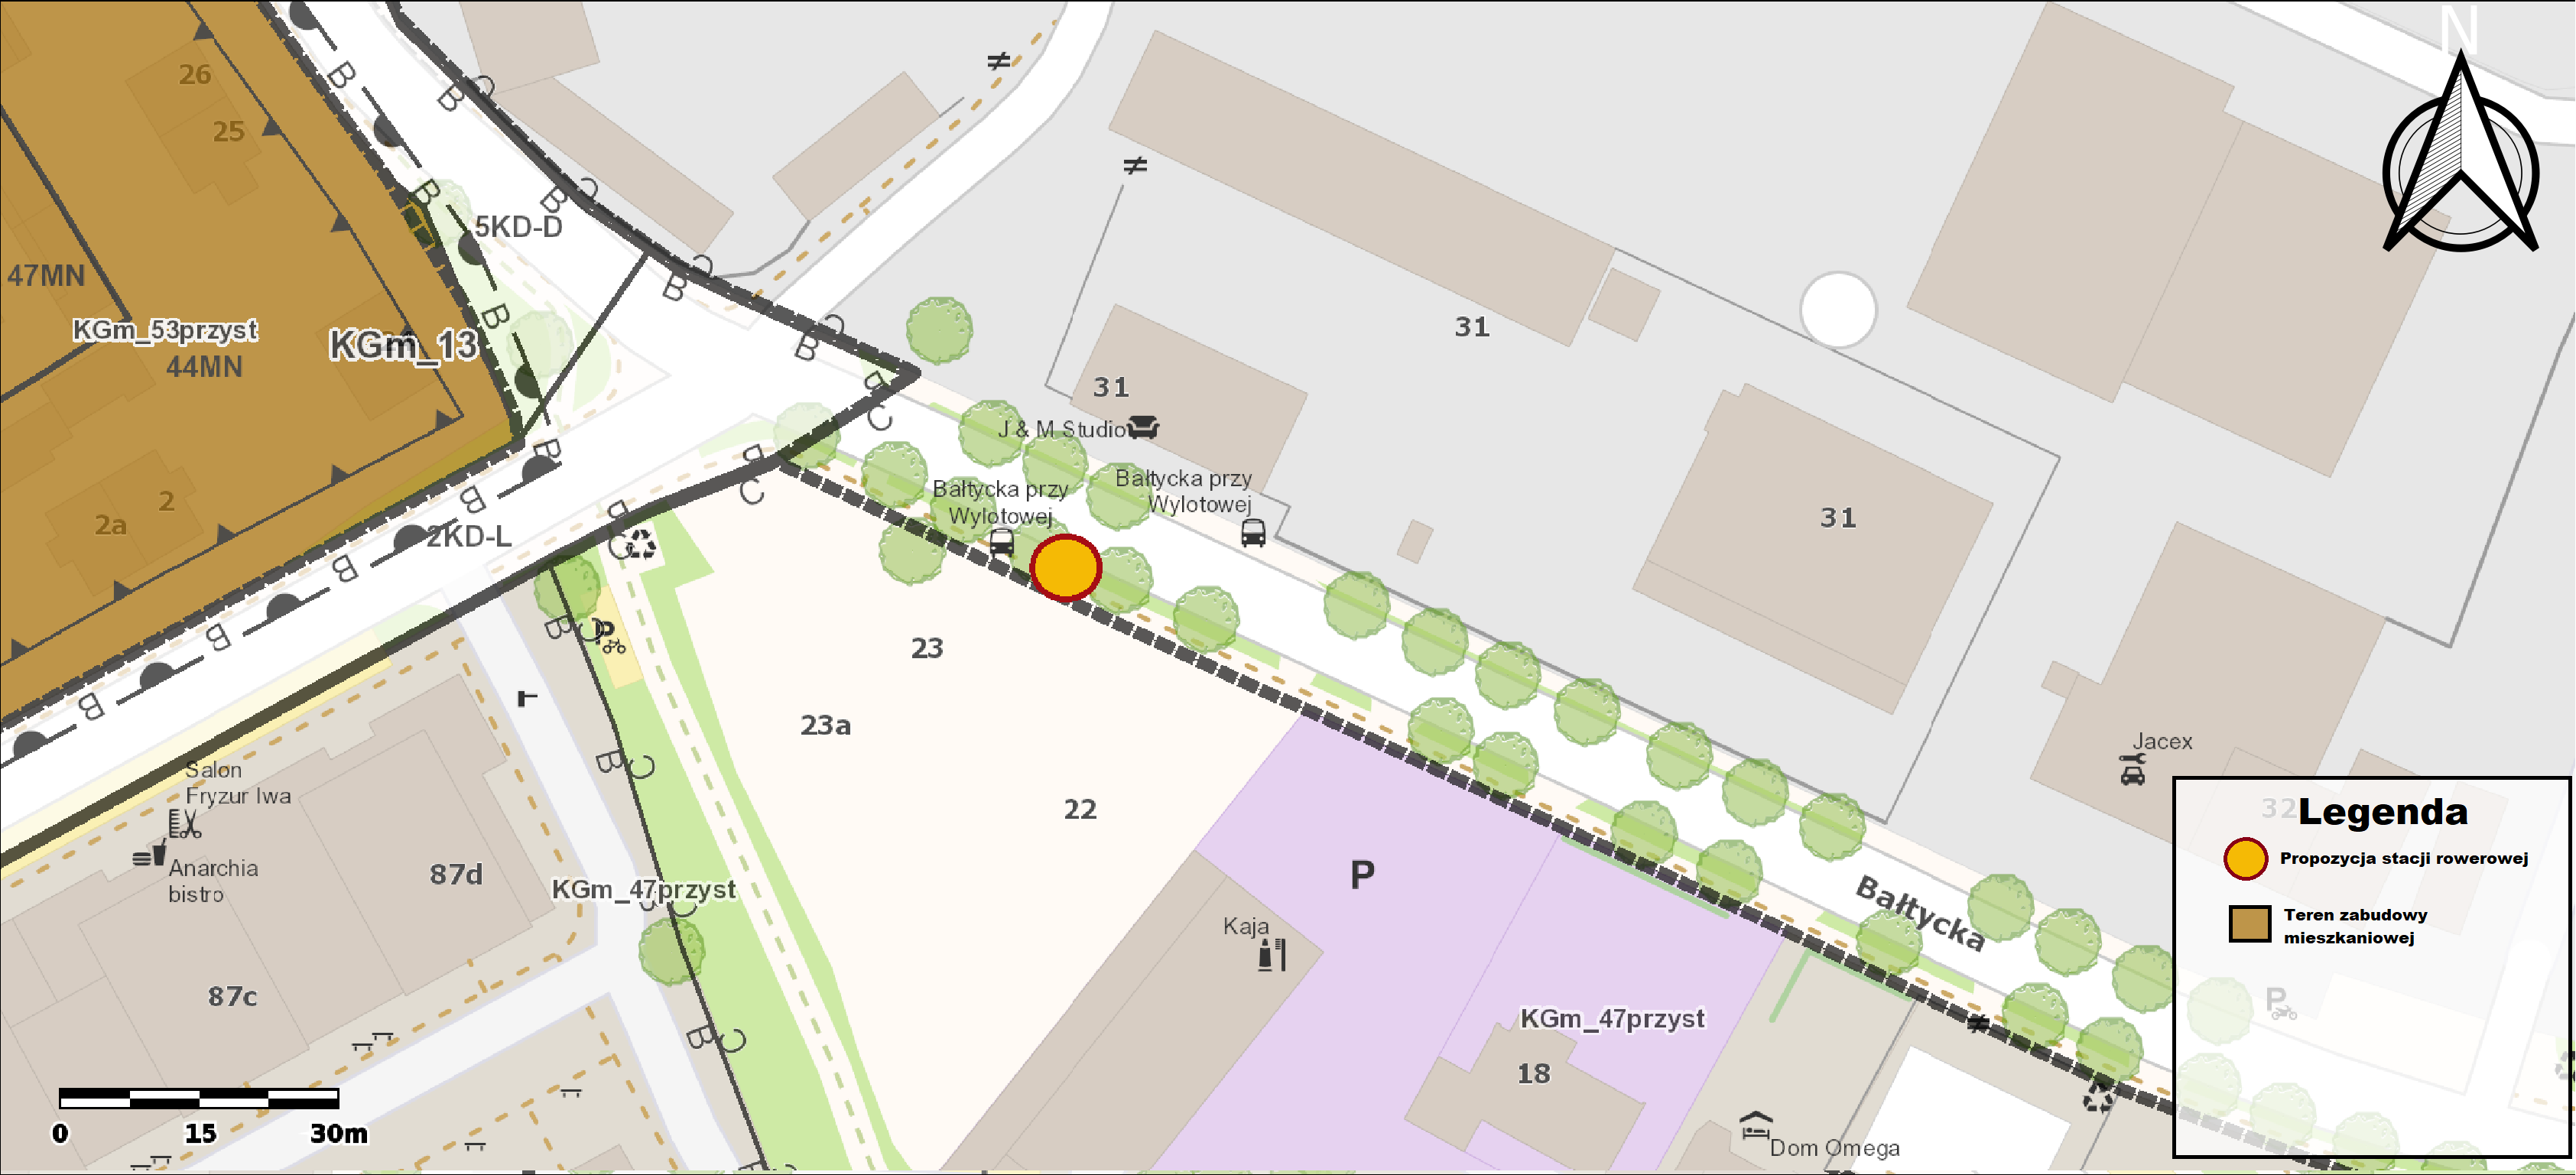 N
26
25
5KD-D
47MN
KGm_53przyst
44MN
KGm_13
31
31
J & M Studio
Bałtycka przy
Wylotowej
Bałtycka przy
Wylotowej
31
2
2a
2KD-L
P
23
23a
22
Salon
Fryzur Iwa
Anarchia
bistro
87d
87c
KGm_47przyst
P
Kaja
KGm_47przyst
18
Bałtycka
Jacex
Dom Omega
B
B
B
B
B
B
B
B
B
B
B
C
B
C
B
C
B
C
B
C
B
C
B
C
B
C
B
C
B
C
0
15
30m
32
Legenda
Propozycja stacji rowerowej
Teren zabudowy
mieszkaniowej
P